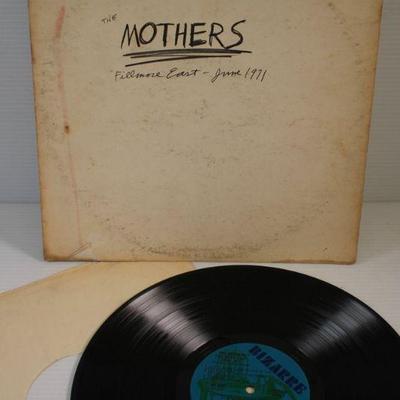 THE
MOTHERS
Fillmore East - June 1971
BIZARRE